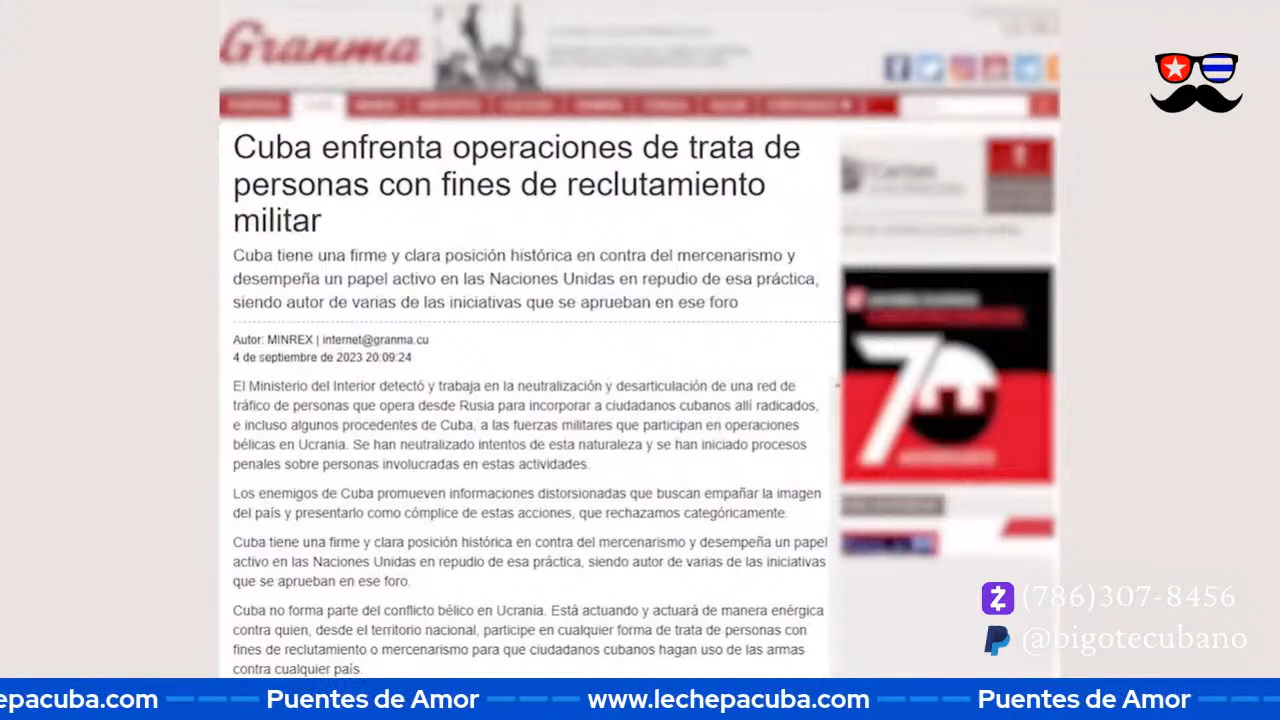 Granma
Cuba enfrenta operaciones de trata de
personas con fines de reclutamiento
militar
Cuba tiene una firme y clara posición histórica en contra del mercenarismo y
desempeña un papel activo en las Naciones Unidas en repudio de esa práctica,
siendo autor de varias de las iniciativas que se aprueban en ese foro
Autor: MINREX | internet@granma.cu
4 de septiembre de 2023 20:09:24
El Ministerio del Interior detectó y trabaja en la neutralización y desarticulación de una red de
tráfico de personas que opera desde Rusia para incorporar a ciudadanos cubanos allí radicados,
e incluso algunos procedentes de Cuba, a las fuerzas militares que participan en operaciones
bélicas en Ucrania. Se han neutralizado intentos de esta naturaleza y se han iniciado procesos
penales sobre personas involucradas en estas actividades.
Los enemigos de Cuba promueven informaciones distorsionadas que buscan empañar la imagen
del país y presentarlo como cómplice de estas acciones, que rechazamos categóricamente.
Cuba tiene una firme y clara posición histórica en contra del mercenarismo y desempeña un papel
activo en las Naciones Unidas en repudio de esa práctica, siendo autor de varias de las iniciativas
que se aprueban en ese foro.
Cuba no forma parte del conflicto bélico en Ucrania. Está actuando y actuará de manera enérgica
contra quien, desde el territorio nacional, participe en cualquier forma de trata de personas con
fines de reclutamiento o mercenarismo para que ciudadanos cubanos hagan uso de las armas
contra cualquier país.
70
(786)307-8456
@bigotecubano
epacuba.com Puentes de Amor www.lechepacuba.com Puentes de Amor